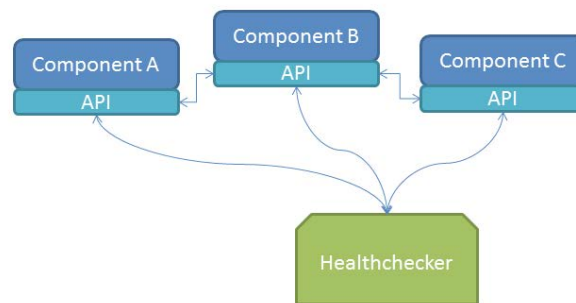 Component A
API
Component B
API
Component C
API
Healthchecker